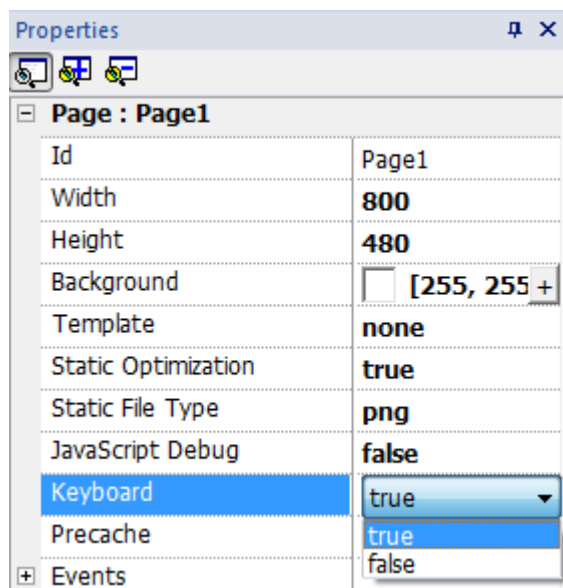 Properties
Page : Page1
Id Page1
Width 800
Height 480
Background [255, 255 +
Template none
Static Optimization true
Static File Type png
JavaScript Debug false
Keyboard true
Precache true
Events false